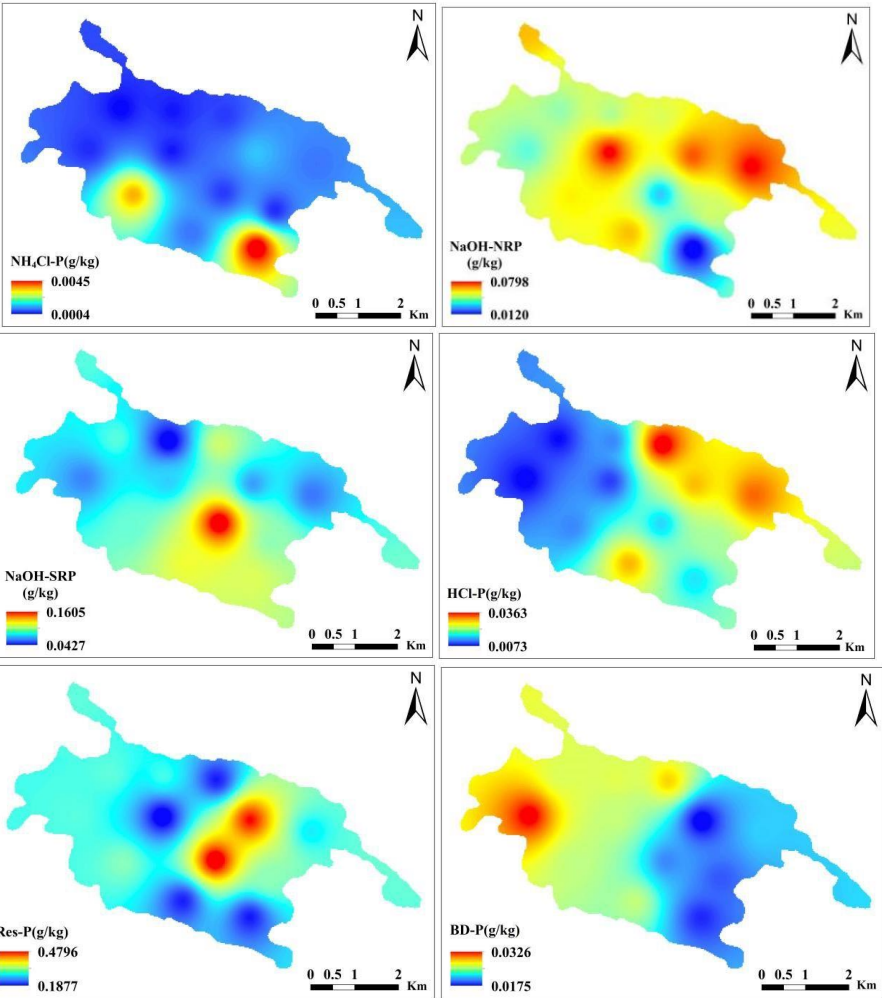 N
NH₄Cl-P(g/kg)
0.0045
0.0004
0 0.5 1 2
Km
N
NaOH-NRP
(g/kg)
0.0798
0.0120
0 0.5 1 2
Km
N
NaOH-SRP
(g/kg)
0.1605
0.0427
0 0.5 1 2
Km
N
HCl-P(g/kg)
0.0363
0.0073
0 0.5 1 2
Km
N
Res-P(g/kg)
0.4796
0.1877
0 0.5 1 2
Km
N
BD-P(g/kg)
0.0326
0.0175
0 0.5 1 2
Km